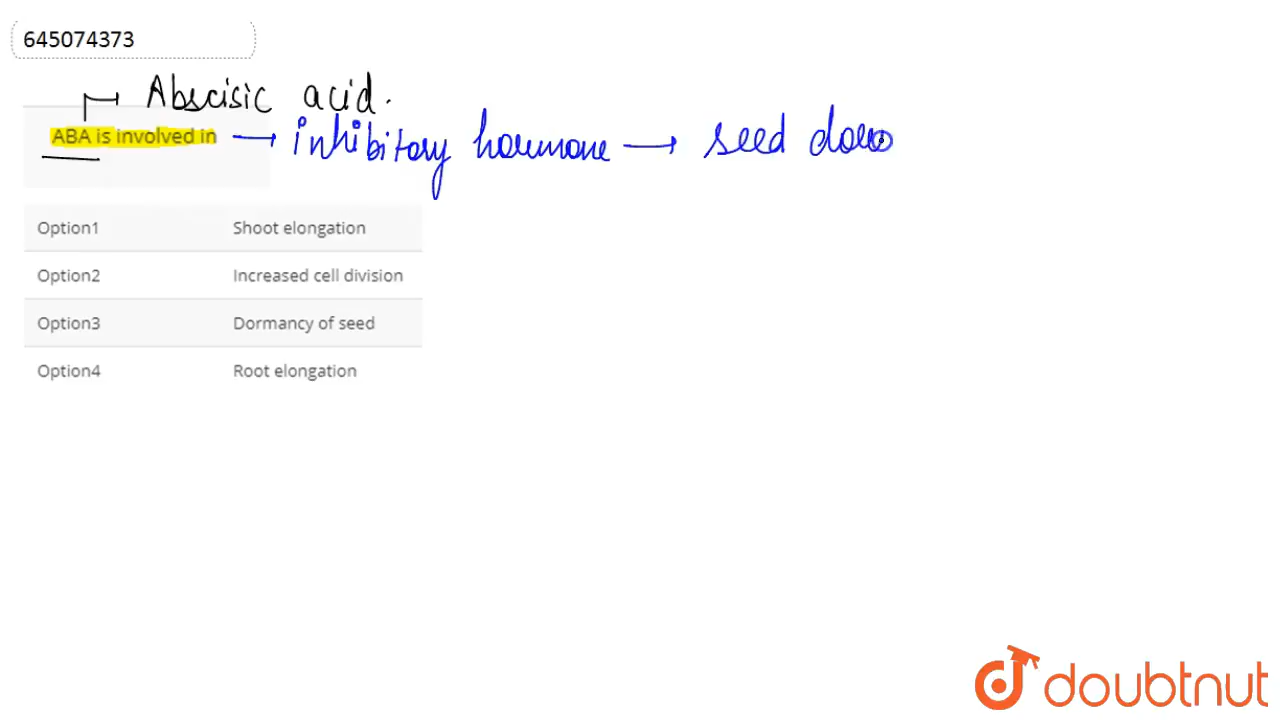 645074373
Abscisic acid.
ABA is involved in → inhibitory hormone → seed
Option1 Shoot elongation
Option2 Increased cell division
Option3 Dormancy of seed
Option4 Root elongation
doubtnut